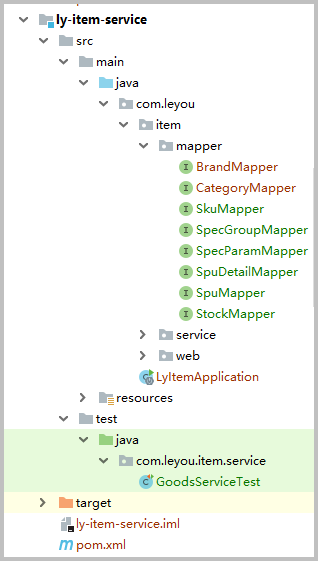 ly-item-service
src
main
java
com.leyou
item
mapper
BrandMapper
CategoryMapper
SkuMapper
SpecGroupMapper
SpecParamMapper
SpuDetailMapper
SpuMapper
StockMapper
service
web
LyItemApplication
resources
test
java
com.leyou.item.service
GoodsServiceTest
target
ly-item-service.iml
pom.xml